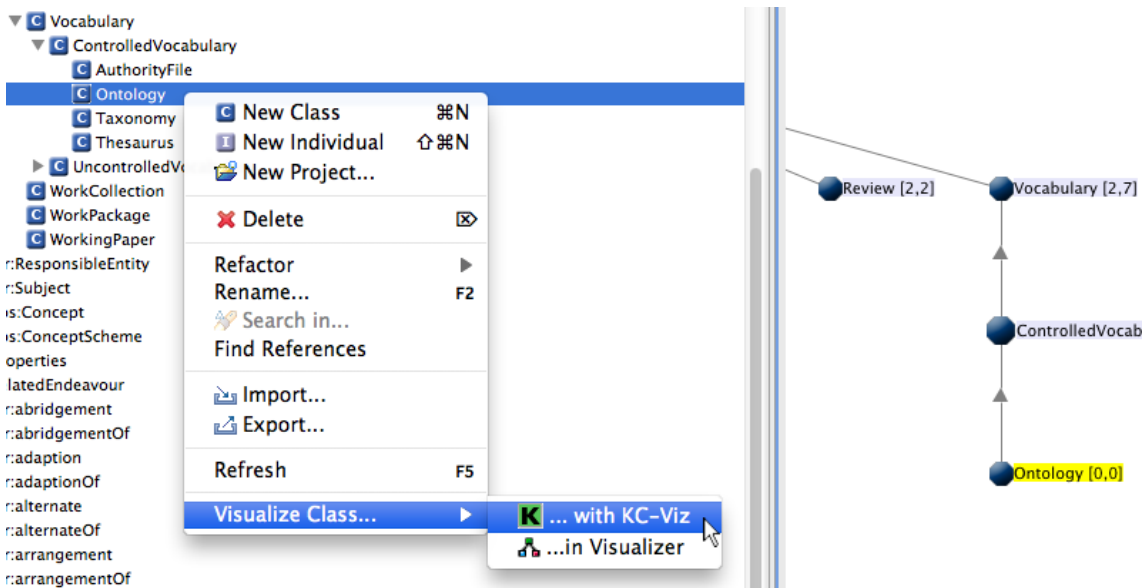 Vocabulary
ControlledVocabulary
AuthorityFile
Ontology
Taxonomy
Thesaurus
UncontrolledVo
WorkCollection
WorkPackage
WorkingPaper
r:ResponsibleEntity
r:Subject
os:Concept
os:ConceptScheme
operties
latedEndeavour
r:abridgement
r:abridgementOf
r:adaption
r:adaptionOf
r:alternate
r:alternateOf
r:arrangement
r:arrangementOf
New Class ⌘N
New Individual ⇧⌘N
New Project...
Delete ⌦
Refactor ▶
Rename... F2
Search in...
Find References
Import...
Export...
Refresh F5
Visualize Class... ▶
K ... with KC-Viz
...in Visualizer
Review [2,2]
Vocabulary [2,7]
ControlledVocab
Ontology [0,0]